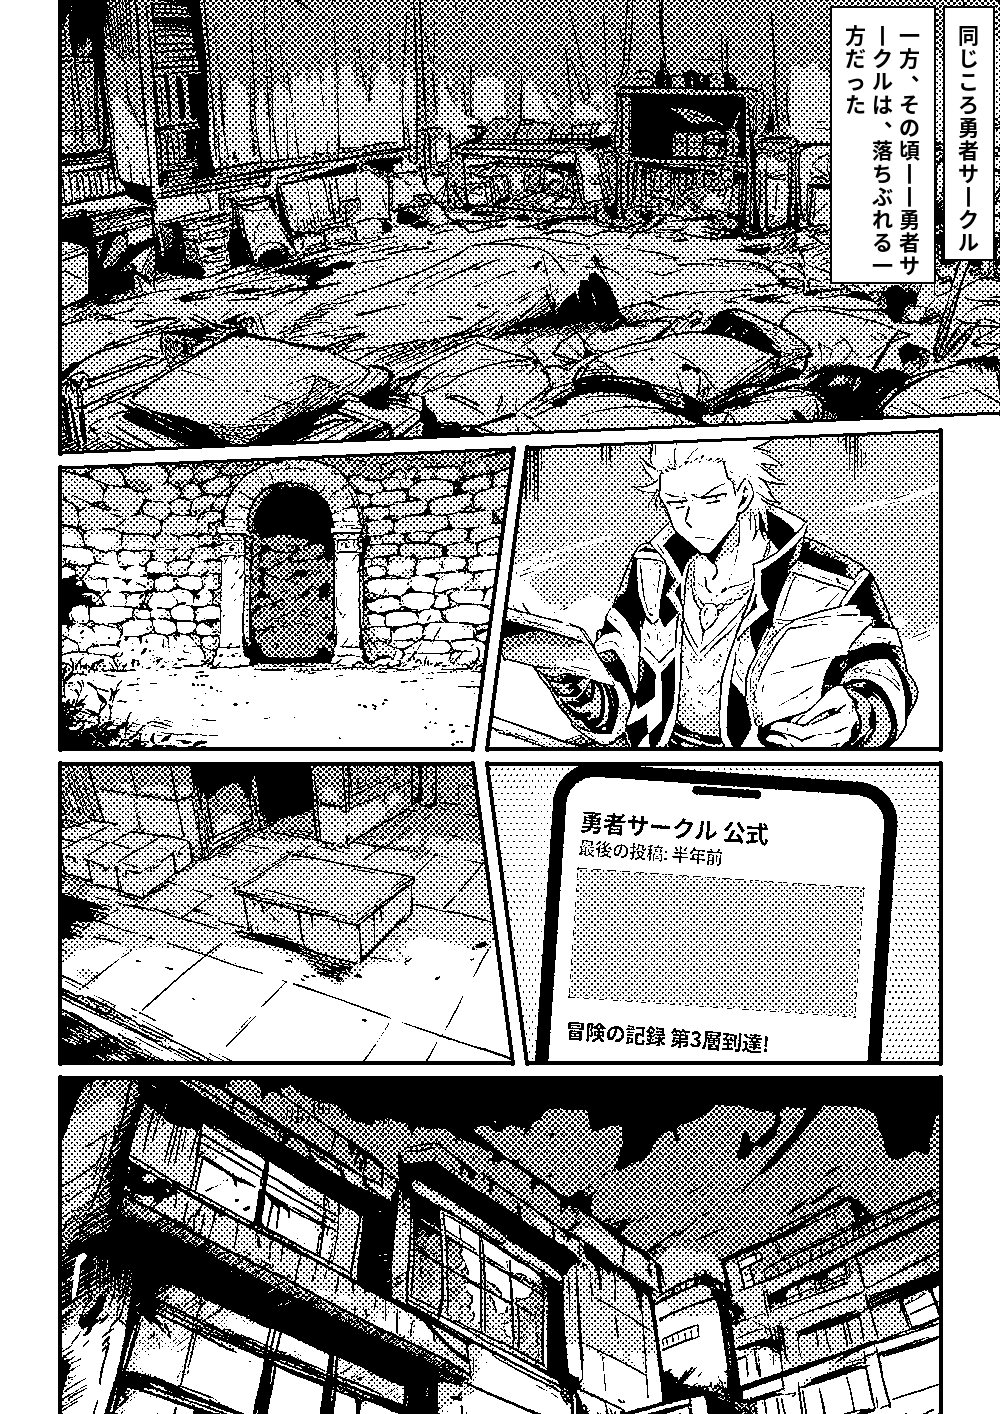 同じころ勇者サークル
一方、その頃——勇者サ
ークルは、落ちぶれる一
方だった
勇者サークル 公式
最後の投稿: 半年前
冒険の記録 第3層到達!